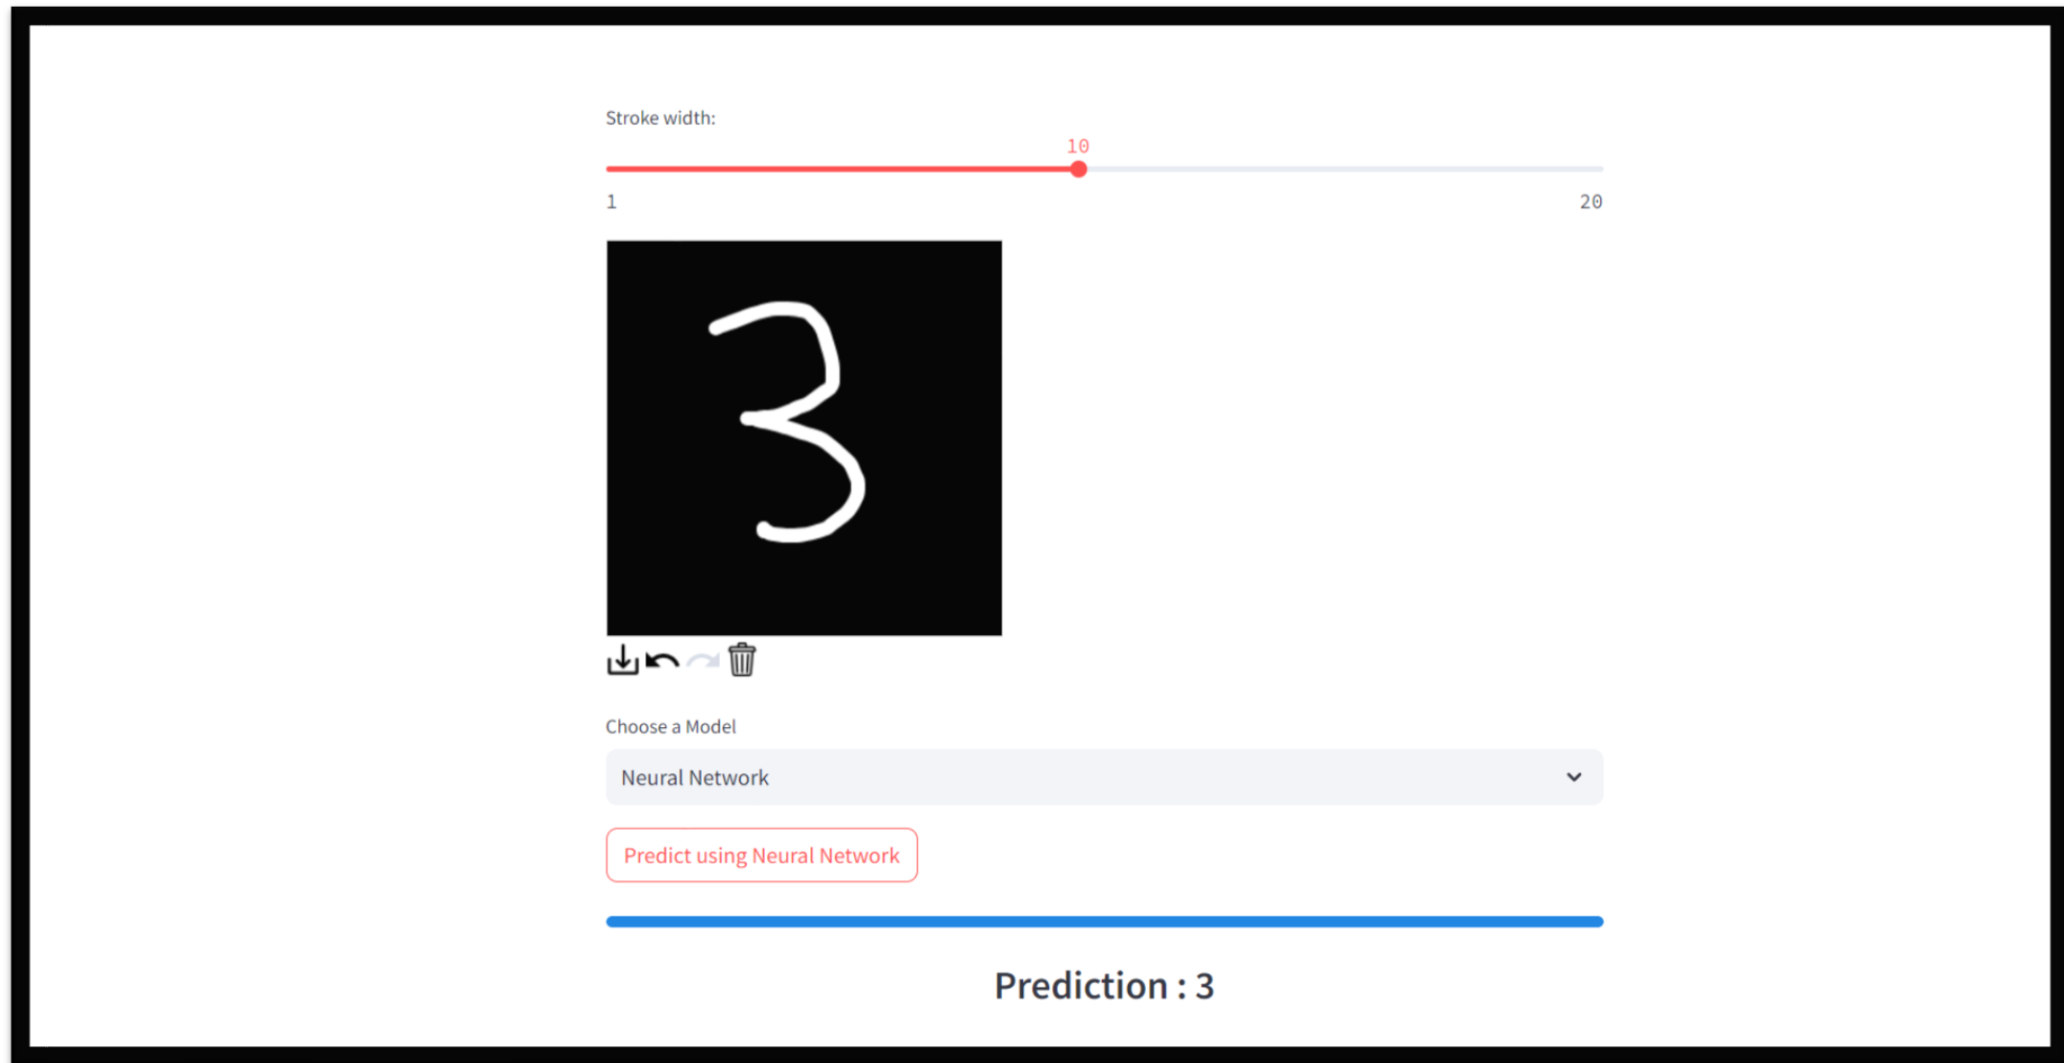 Stroke width:
10
1 20
3
Choose a Model
Neural Network
Predict using Neural Network
Prediction : 3